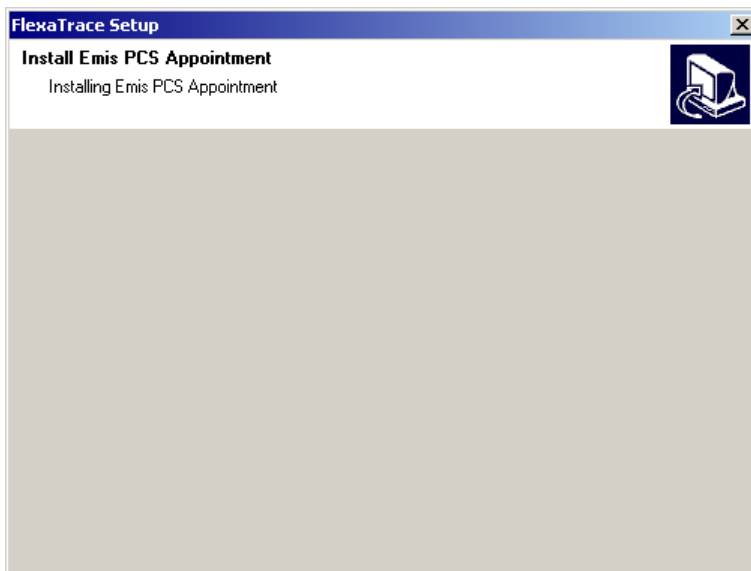 FlexaTrace Setup
Install Emis PCS Appointment
Installing Emis PCS Appointment